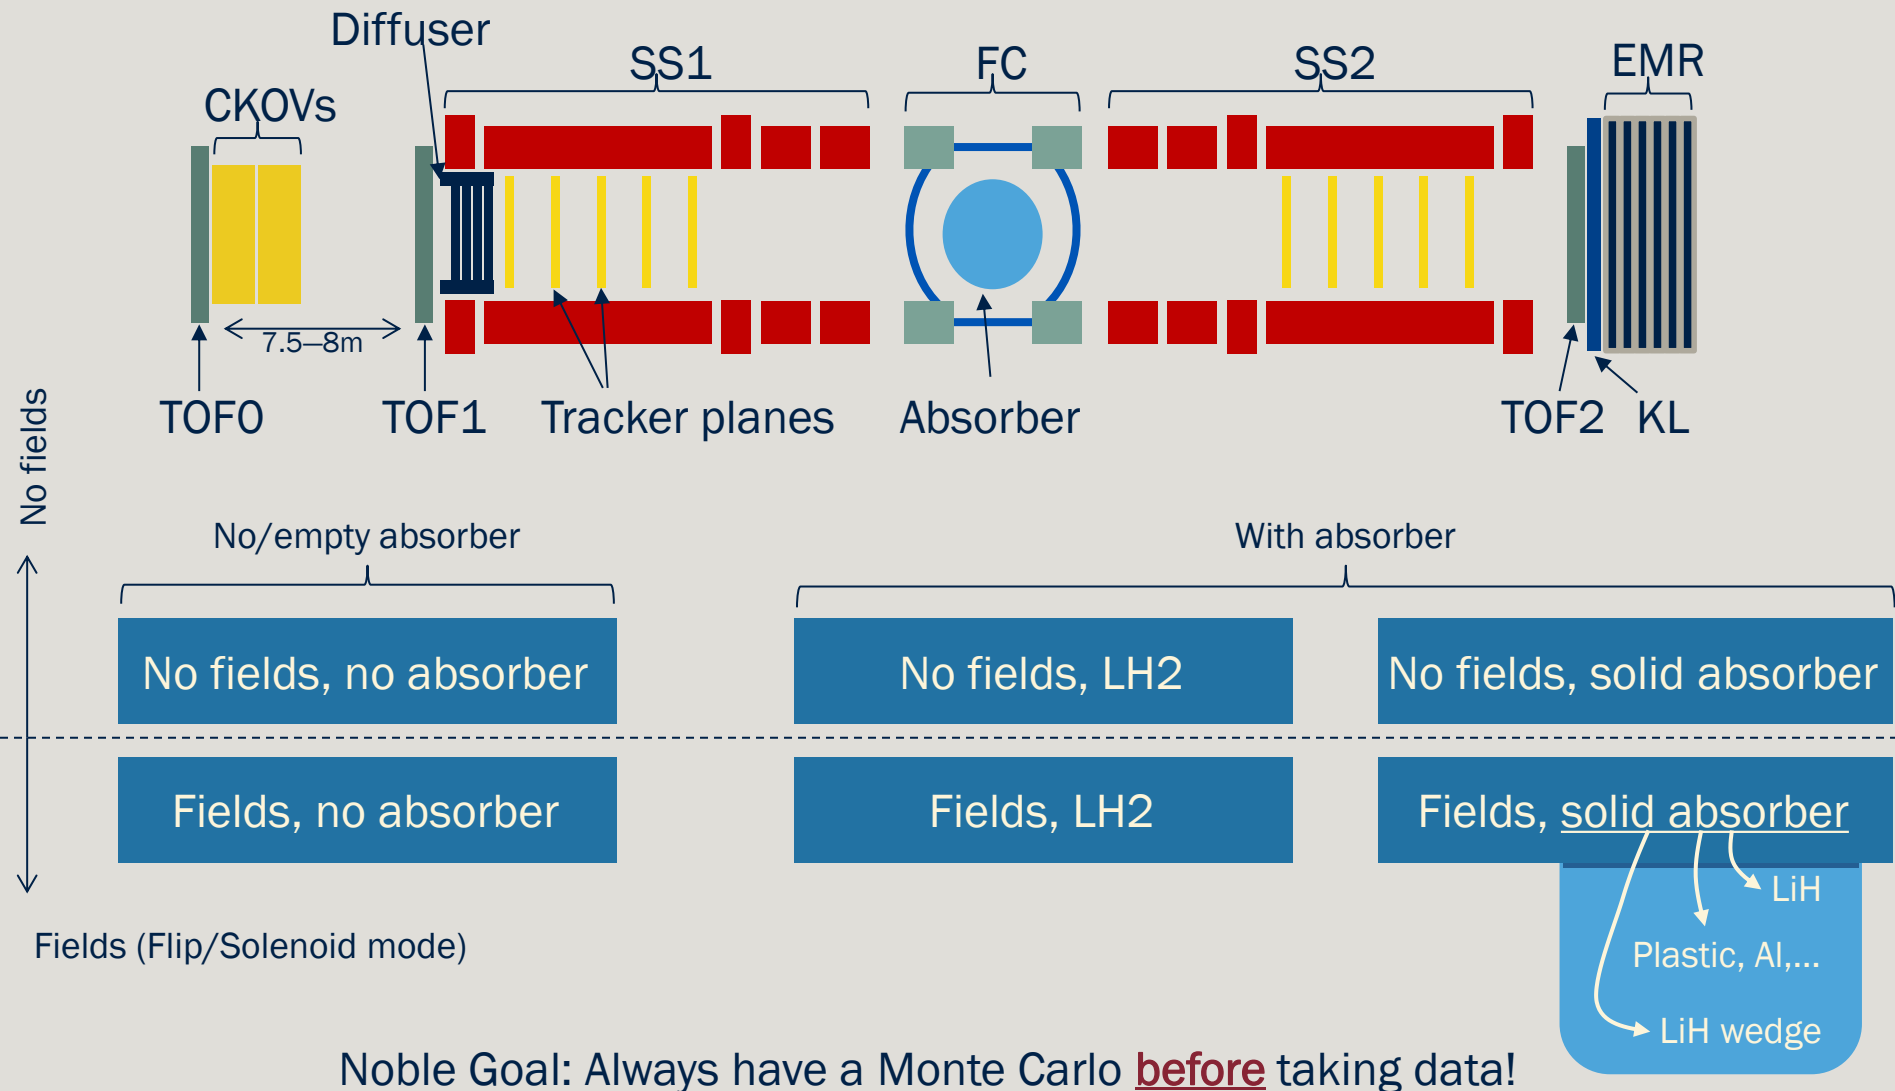 Diffuser
SS1
FC
SS2
EMR
CKOVs
7.5–8m
TOF0
TOF1
Tracker planes
Absorber
TOF2
KL
No fields
No/empty absorber
With absorber
No fields, no absorber
No fields, LH2
No fields, solid absorber
Fields, no absorber
Fields, LH2
Fields, solid absorber
LiH
Plastic, Al,...
LiH wedge
Fields (Flip/Solenoid mode)
Noble Goal: Always have a Monte Carlo before taking data!